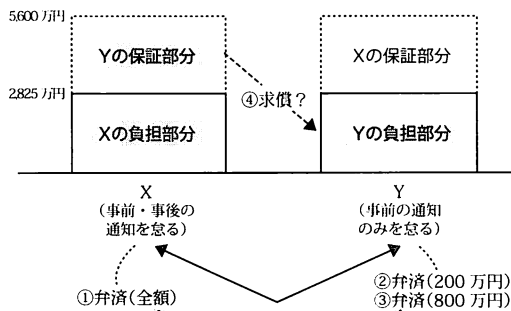 5,600万円
Yの保証部分
Xの保証部分
④求償？
2,825万円
Xの負担部分
Yの負担部分
X
(事前・事後の
通知を怠る)
Y
(事前の通知
のみを怠る)
①弁済(全額)
②弁済(200万円)
③弁済(800万円)